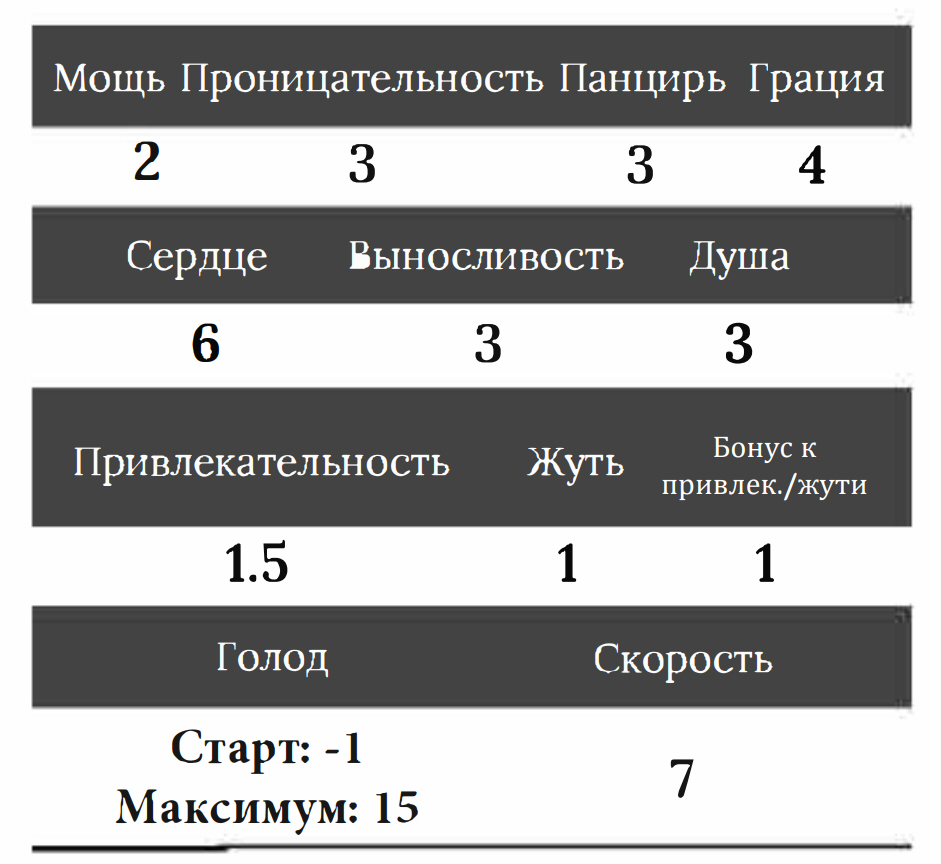 Мощь Проницательность Панцирь Грация
2 3 3 4
Сердце Выносливость Душа
6 3 3
Привлекательность Жуть Бонус к
привлек./жути
1.5 1 1
Голод Скорость
Старт: -1
Максимум: 15
7